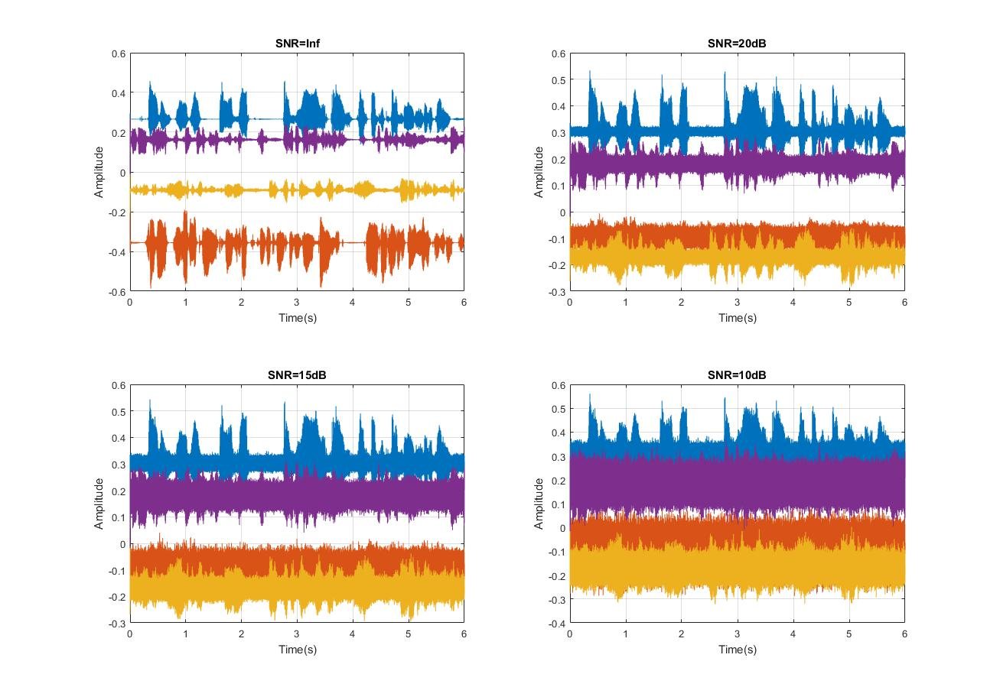 SNR=Inf
0.6
0.4
0.2
0
-0.2
-0.4
-0.6
Amplitude
0 1 2 3 4 5 6
Time(s)
SNR=20dB
0.6
0.5
0.4
0.3
0.2
0.1
0
-0.1
-0.2
-0.3
Amplitude
0 1 2 3 4 5 6
Time(s)
SNR=15dB
0.6
0.5
0.4
0.3
0.2
0.1
0
-0.1
-0.2
-0.3
Amplitude
0 1 2 3 4 5 6
Time(s)
SNR=10dB
0.6
0.5
0.4
0.3
0.2
0.1
0
-0.1
-0.2
-0.3
-0.4
Amplitude
0 1 2 3 4 5 6
Time(s)